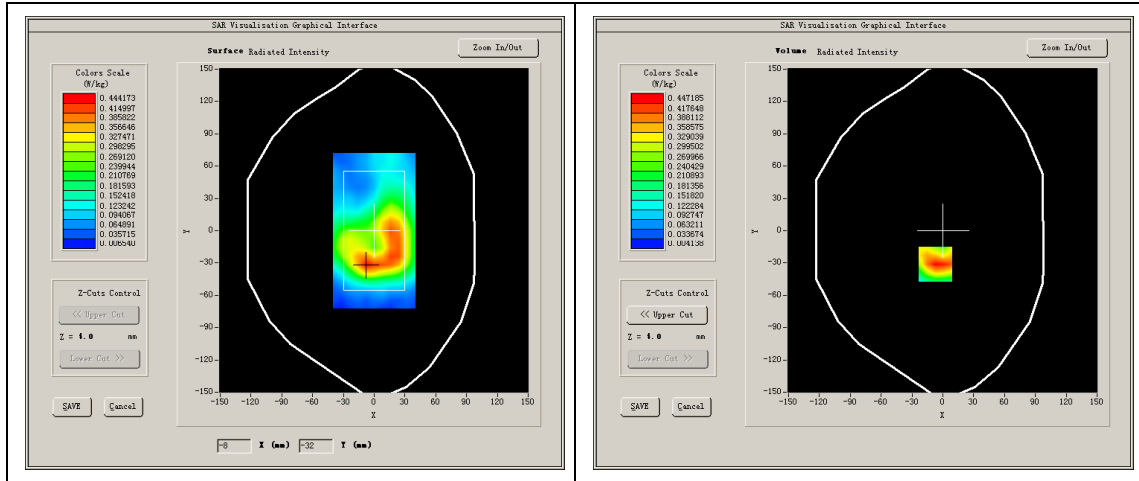 SAR Visualisation Graphical Interface
Surface Radiated Intensity
Zoom In/Out
Colors Scale
(W/kg)
0.444173
0.414997
0.385822
0.356646
0.327471
0.298295
0.269120
0.239944
0.210769
0.181593
0.152418
0.123242
0.094067
0.064891
0.035715
0.006540
Z-Cuts Control
<< Upper Cut
Z = 4.0 mm
Lower Cut >>
SAVE Cancel
150
120
90
60
30
0
-30
-60
-90
-120
-150
Y
-150 -120 -90 -60 -30 0 30 60 90 120 150
X
-8 X (mm) -32 Y (mm)
SAR Visualisation Graphical Interface
Volume Radiated Intensity
Zoom In/Out
Colors Scale
(W/kg)
0.447185
0.417648
0.388112
0.358575
0.329039
0.299502
0.269966
0.240429
0.210893
0.181356
0.151820
0.122284
0.092747
0.063211
0.033674
0.004138
Z-Cuts Control
<< Upper Cut
Z = 4.0 mm
Lower Cut >>
SAVE Cancel
150
120
90
60
30
0
-30
-60
-90
-120
-150
Y
-150 -120 -90 -60 -30 0 30 60 90 120 150
X